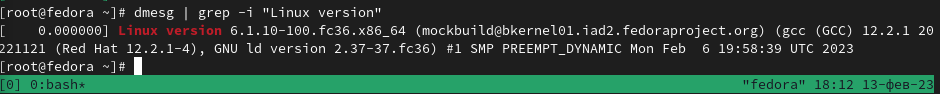 [root@fedora ~]# dmesg | grep -i "Linux version"
[    0.000000] Linux version 6.1.10-100.fc36.x86_64 (mockbuild@bkernel01.iad2.fedoraproject.org) (gcc (GCC) 12.2.1 20
221121 (Red Hat 12.2.1-4), GNU ld version 2.37-37.fc36) #1 SMP PREEMPT_DYNAMIC Mon Feb  6 19:58:39 UTC 2023
[root@fedora ~]#
[0] 0:bash* "fedora" 18:12 13-фев-23